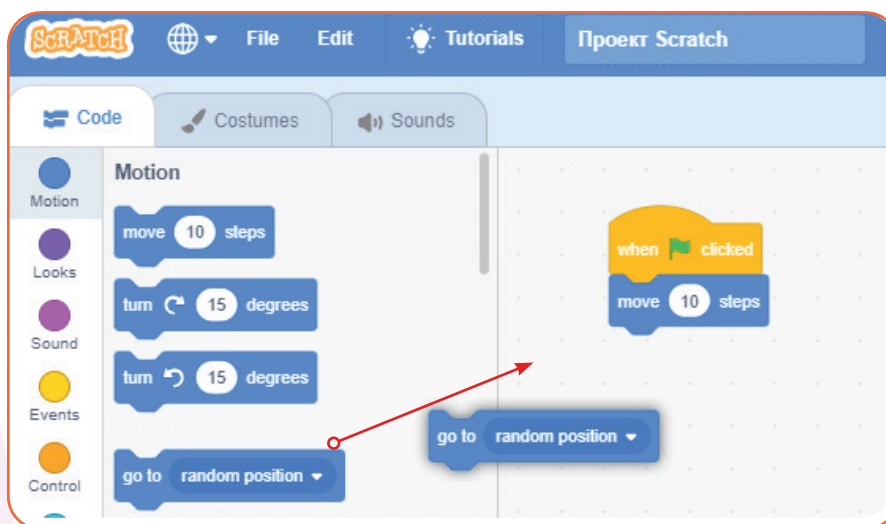 SCRATCH File Edit Tutorials Проект Scratch
Code Costumes Sounds
Motion
Looks
Sound
Events
Control
Motion
move 10 steps
turn 15 degrees
turn 15 degrees
go to random position
go to random position
when clicked
move 10 steps